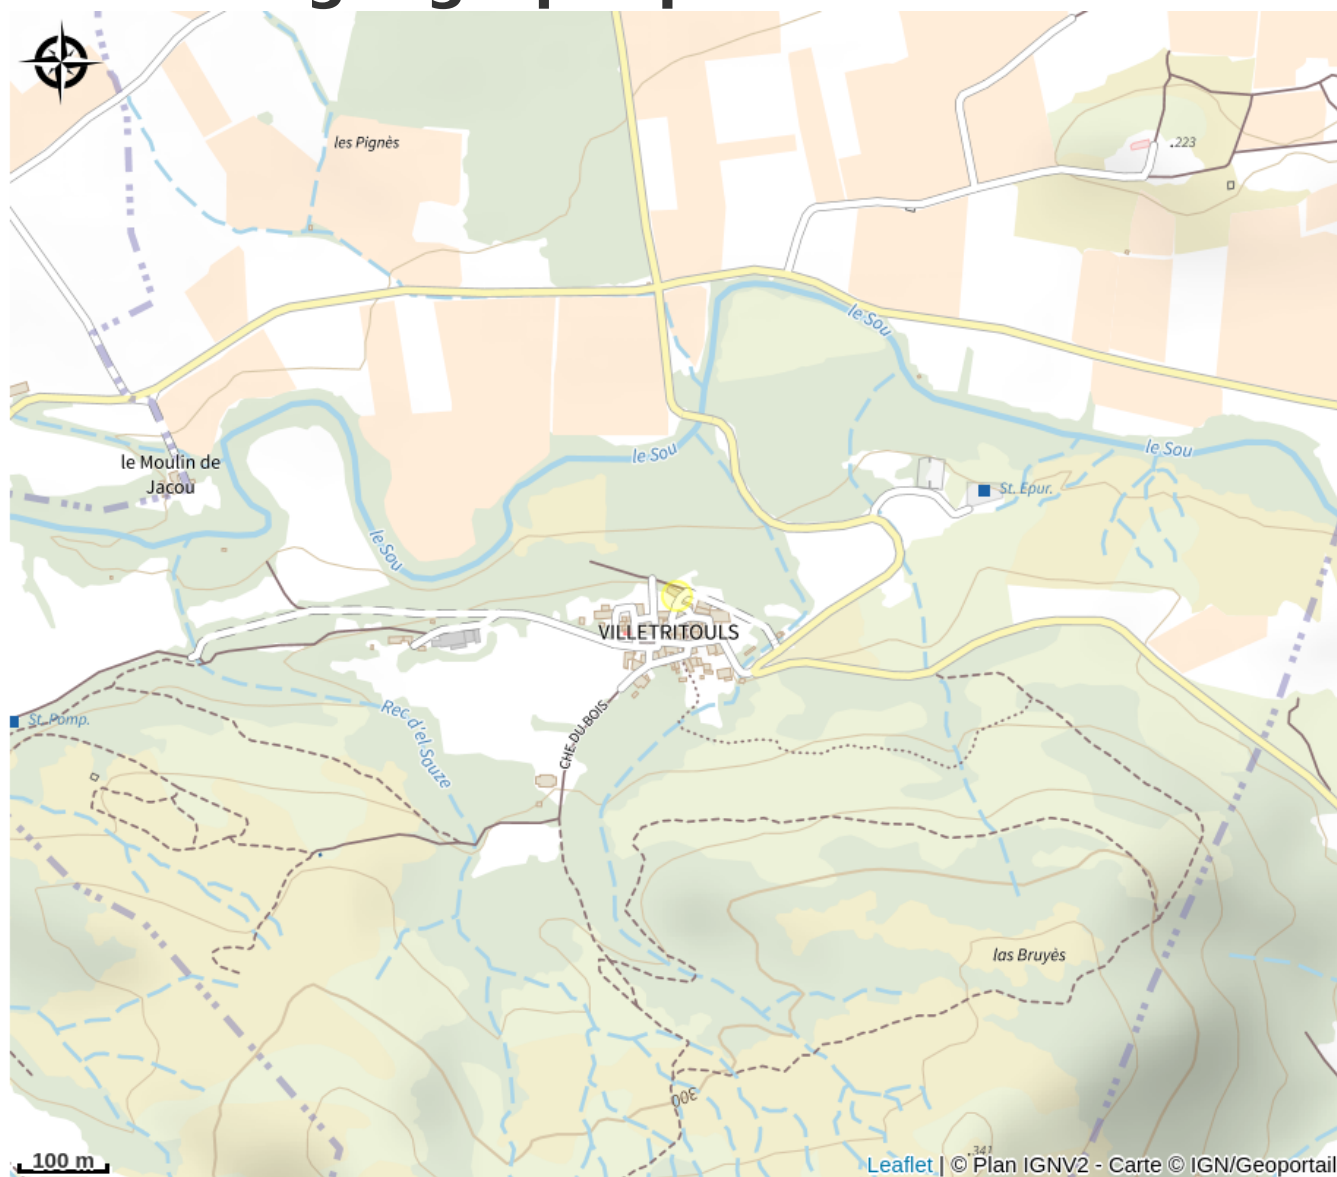 les Pignès
.223
le Sou
le Sou
le Sou
le Moulin de
Jacou
St. Epur.
le Sou
VILLETRITOULS
CHE DU BOIS
Rec d'el Sauze
St. Pomp.
las Bruyès
300
.341
100 m
Leaflet | © Plan IGNV2 - Carte © IGN/Geoportail